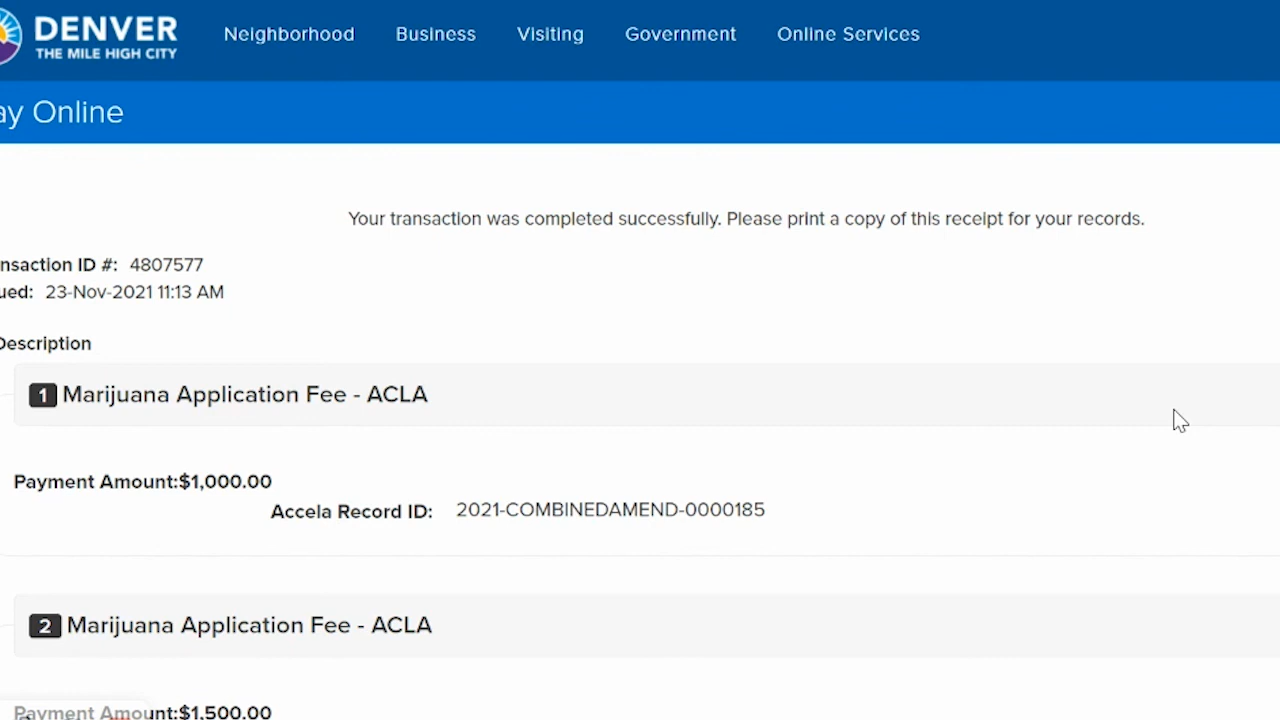 DENVER
THE MILE HIGH CITY
Neighborhood Business Visiting Government Online Services
ay Online
Your transaction was completed successfully. Please print a copy of this receipt for your records.
nsaction ID #: 4807577
ued: 23-Nov-2021 11:13 AM
Description
1 Marijuana Application Fee - ACLA
Payment Amount:$1,000.00
Accela Record ID: 2021-COMBINEDAMEND-0000185
2 Marijuana Application Fee - ACLA
Payment Amount:$1,500.00